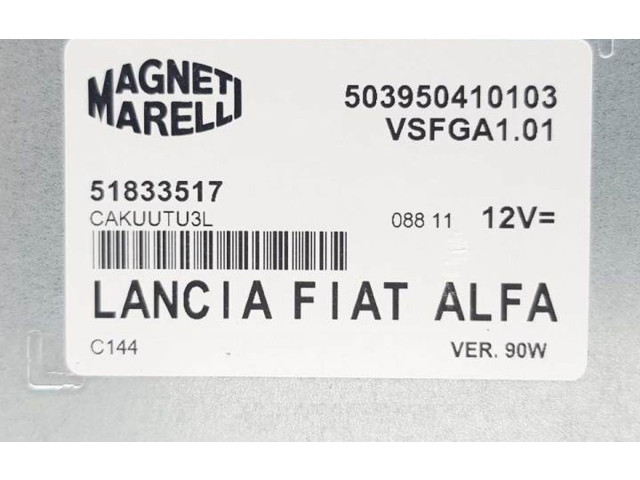 MAGNETI
MARELLI
503950410103
VSFGA1.01
51833517
CAKUUTU3L
088 11 12V=
LANCIA FIAT ALFA
C144
VER. 90W